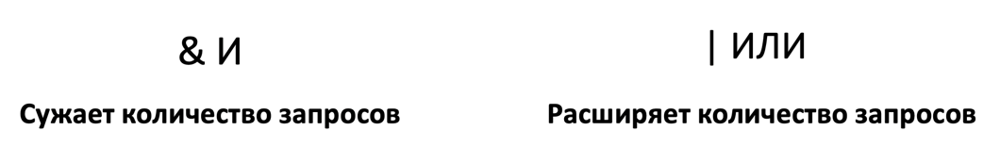 & И
| ИЛИ
Сужает количество запросов
Расширяет количество запросов